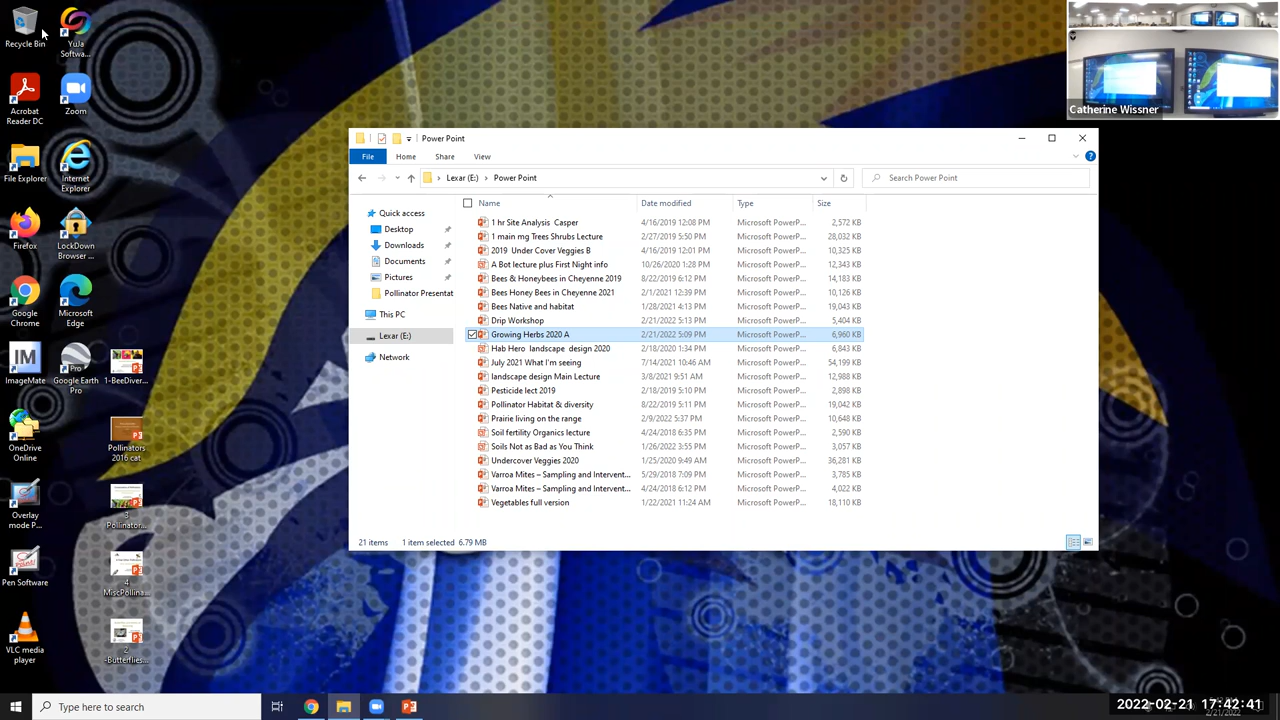 Recycle Bin
YuJa Softwa...
Acrobat Reader DC
Zoom
File Explorer
Internet Explorer
Firefox
LockDown Browser ...
Google Chrome
Microsoft Edge
ImageMate
Google Earth Pro
1-BeeDiver...
OneDrive Online
Pollinators 2016 cat
Overlay mode P...
3 Pollinator...
Pen Software
4 MiscPollina...
VLC media player
2 -Butterflies...
Catherine Wissner
Power Point
File Home Share View
Lexar (E:) > Power Point
Search Power Point
Name Date modified Type Size
Quick access
Desktop
Downloads
Documents
Pictures
Pollinator Presentat
This PC
Lexar (E:)
Network
1 hr Site Analysis Casper 4/16/2019 12:08 PM Microsoft PowerP... 2,572 KB
1 main mg Trees Shrubs Lecture 2/27/2019 5:50 PM Microsoft PowerP... 28,032 KB
2019 Under Cover Veggies B 4/16/2019 12:01 PM Microsoft PowerP... 10,325 KB
A Bot lecture plus First Night info 10/26/2020 1:28 PM Microsoft PowerP... 12,343 KB
Bees & Honeybees in Cheyenne 2019 8/22/2019 6:12 PM Microsoft PowerP... 14,183 KB
Bees Honey Bees in Cheyenne 2021 2/17/2021 12:39 PM Microsoft PowerP... 10,126 KB
Bees Native and habitat 1/28/2021 4:13 PM Microsoft PowerP... 19,043 KB
Drip Workshop 2/21/2022 5:13 PM Microsoft PowerP... 5,404 KB
Growing Herbs 2020 A 2/21/2022 5:09 PM Microsoft PowerP... 6,960 KB
Hab Hero landscape design 2020 2/18/2020 1:34 PM Microsoft PowerP... 6,843 KB
July 2021 What I'm seeing 7/14/2021 10:46 AM Microsoft PowerP... 54,199 KB
landscape design Main Lecture 3/8/2021 9:51 AM Microsoft PowerP... 12,988 KB
Pesticide lect 2019 2/18/2019 5:10 PM Microsoft PowerP... 2,898 KB
Pollinator Habitat & diversity 8/22/2019 5:11 PM Microsoft PowerP... 19,042 KB
Prairie living on the range 2/9/2022 5:37 PM Microsoft PowerP... 10,648 KB
Soil fertility Organics lecture 4/24/2018 6:35 PM Microsoft PowerP... 2,590 KB
Soils Not as Bad as You Think 1/26/2022 3:55 PM Microsoft PowerP... 3,057 KB
Undercover Veggies 2020 1/25/2020 9:49 AM Microsoft PowerP... 36,281 KB
Varroa Mites – Sampling and Intervent... 5/29/2018 7:09 PM Microsoft PowerP... 3,785 KB
Varroa Mites – Sampling and Intervent... 4/24/2018 6:12 PM Microsoft PowerP... 4,022 KB
Vegetables full version 1/22/2021 11:24 AM Microsoft PowerP... 18,110 KB
21 items 1 item selected 6.79 MB
Type here to search
2022-02-21 17:42:41